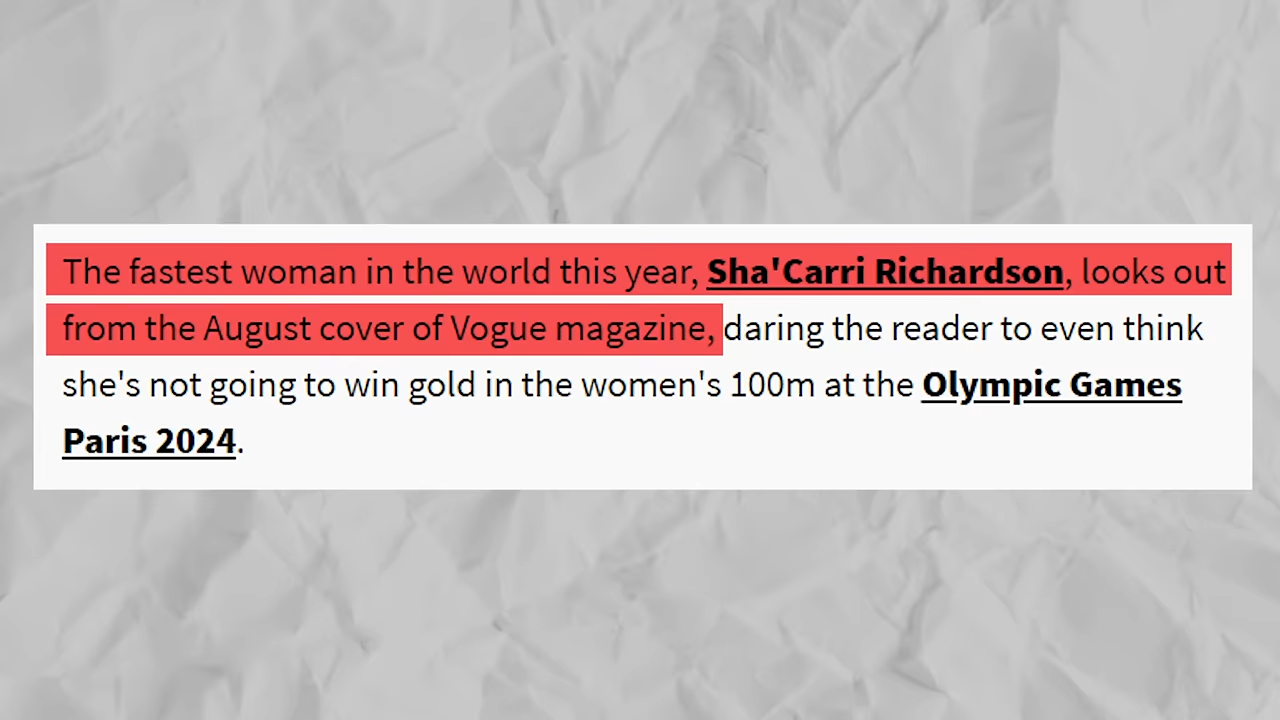 The fastest woman in the world this year, Sha'Carri Richardson, looks out
from the August cover of Vogue magazine, daring the reader to even think
she's not going to win gold in the women's 100m at the Olympic Games
Paris 2024.